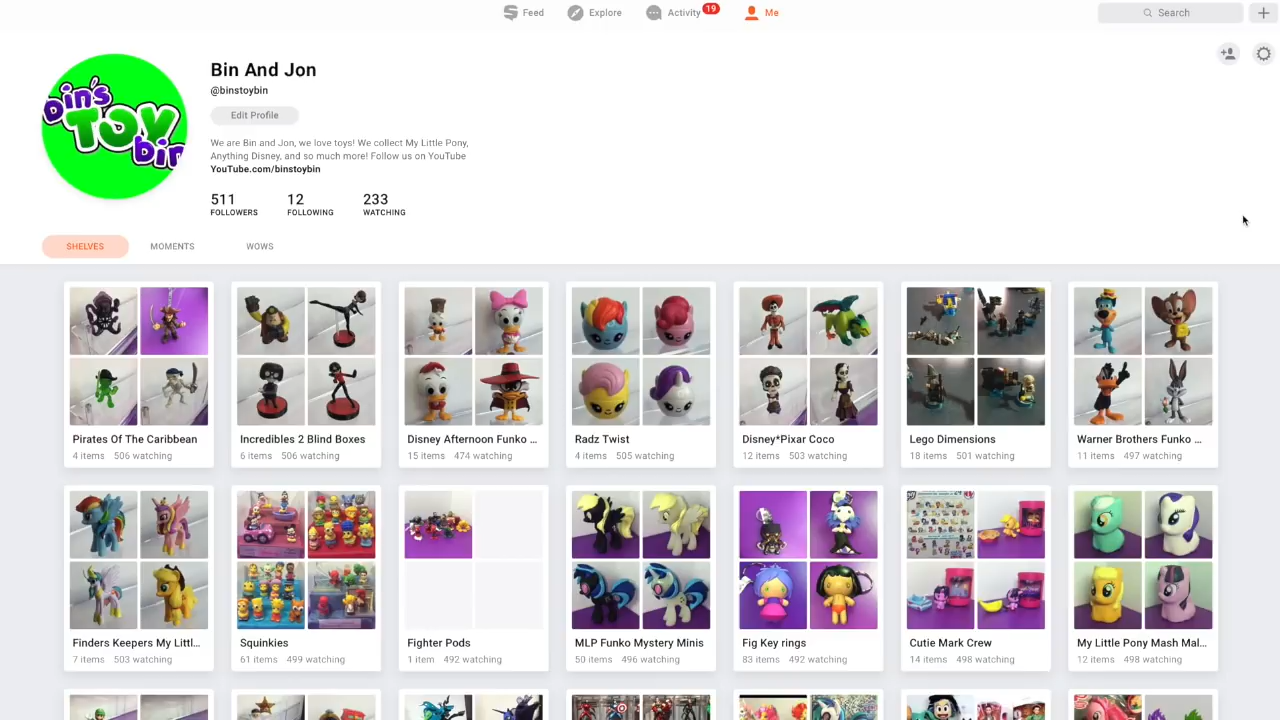 Feed Explore Activity 19 Me Search
Bin And Jon
@binstoybin
Edit Profile
We are Bin and Jon, we love toys! We collect My Little Pony,
Anything Disney, and so much more! Follow us on YouTube
YouTube.com/binstoybin
511 12 233
FOLLOWERS FOLLOWING WATCHING
bin's
TOY
bin
SHELVES MOMENTS WOWS
Pirates Of The Caribbean
4 items 506 watching
Incredibles 2 Blind Boxes
6 items 506 watching
Disney Afternoon Funko ...
15 items 474 watching
Radz Twist
4 items 505 watching
Disney*Pixar Coco
12 items 503 watching
Lego Dimensions
18 items 501 watching
Warner Brothers Funko ...
11 items 497 watching
Finders Keepers My Littl...
7 items 503 watching
Squinkies
61 items 499 watching
Fighter Pods
1 item 492 watching
MLP Funko Mystery Minis
50 items 496 watching
Fig Key rings
83 items 492 watching
Cutie Mark Crew
14 items 498 watching
My Little Pony Mash Mal...
12 items 498 watching